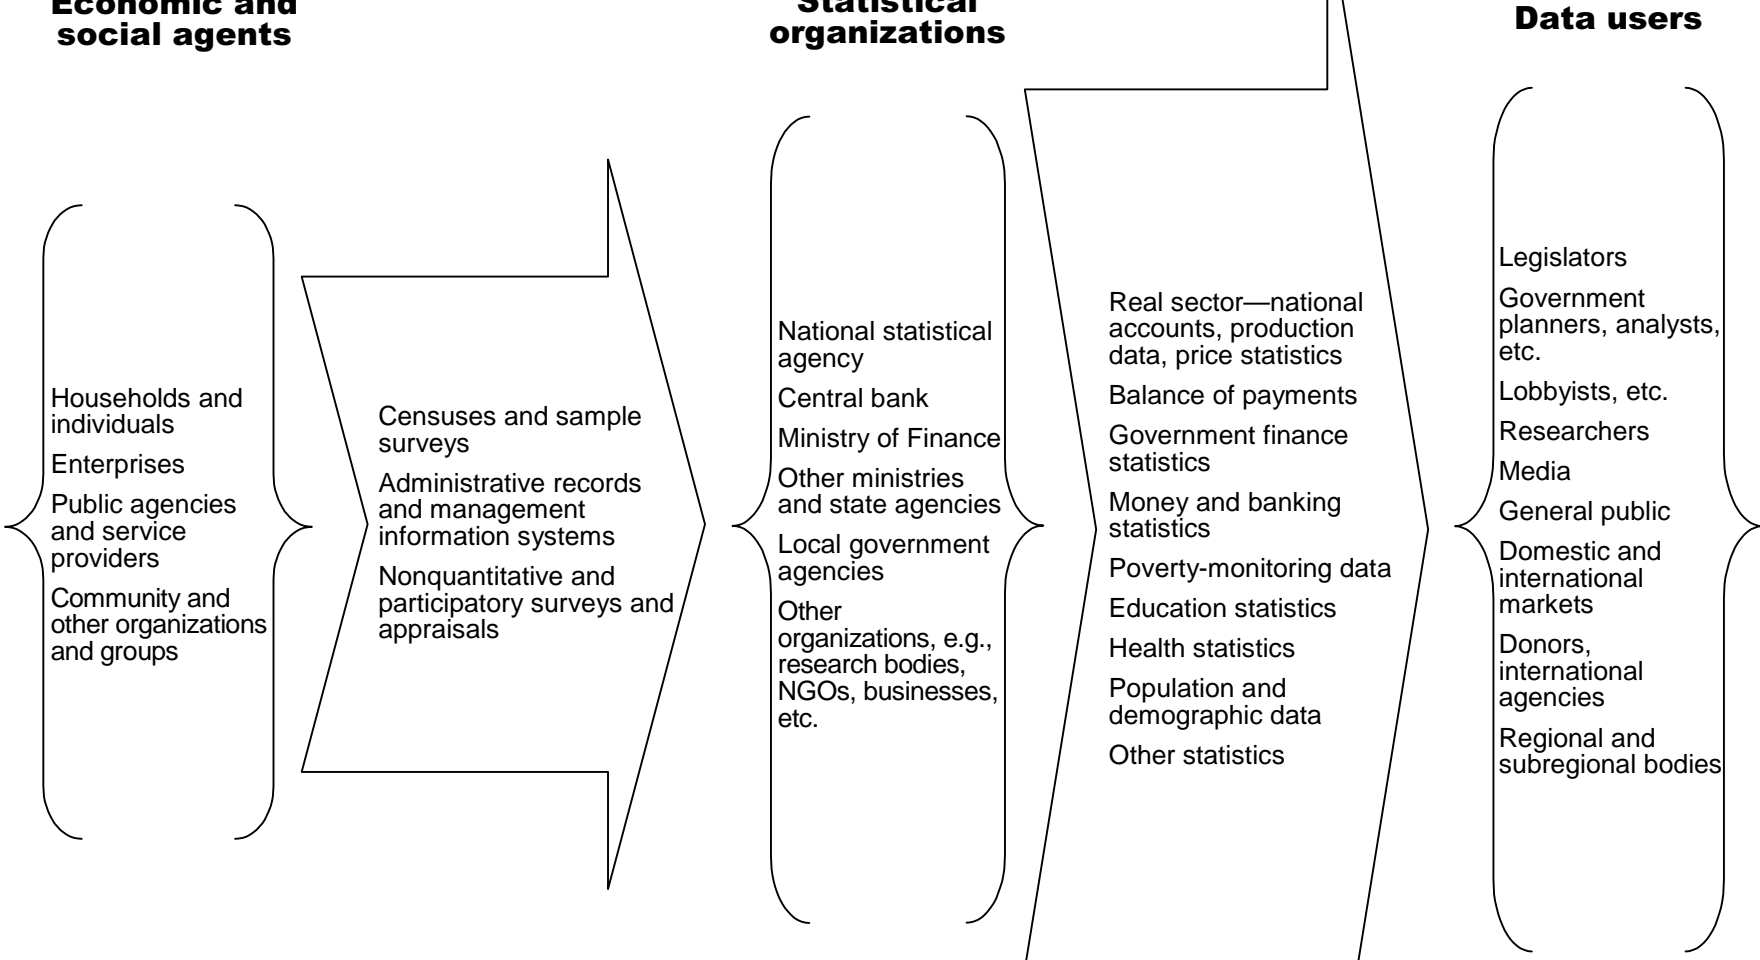 Economic and
social agents
Households and
individuals
Enterprises
Public agencies
and service
providers
Community and
other organizations
and groups
Censuses and sample
surveys
Administrative records
and management
information systems
Nonquantitative and
participatory surveys and
appraisals
Statistical
organizations
National statistical
agency
Central bank
Ministry of Finance
Other ministries
and state agencies
Local government
agencies
Other
organizations, e.g.,
research bodies,
NGOs, businesses,
etc.
Real sector—national
accounts, production
data, price statistics
Balance of payments
Government finance
statistics
Money and banking
statistics
Poverty-monitoring data
Education statistics
Health statistics
Population and
demographic data
Other statistics
Data users
Legislators
Government
planners, analysts,
etc.
Lobbyists, etc.
Researchers
Media
General public
Domestic and
international
markets
Donors,
international
agencies
Regional and
subregional bodies